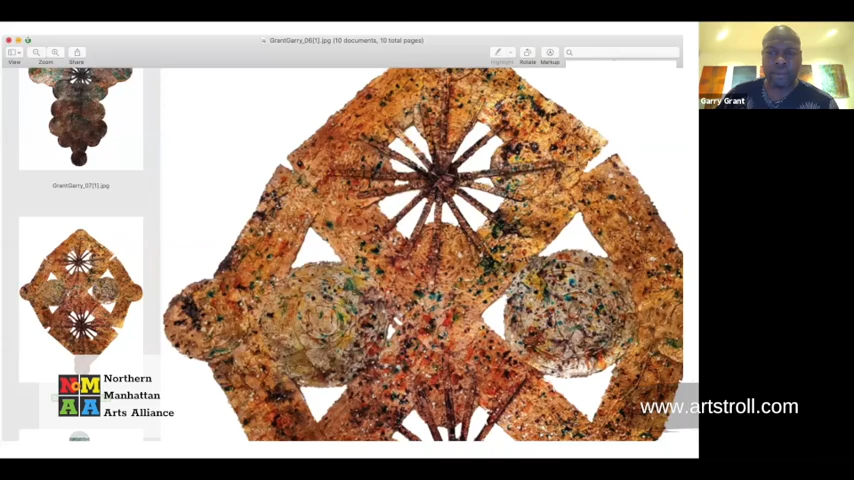 GrantGarry_06[1].jpg (10 documents, 10 total pages)
View
Zoom
Share
Highlight
Rotate
Markup
Garry Grant
GrantGarry_07[1].jpg
NoMAA
Northern
Manhattan
Arts Alliance
www.artstroll.com